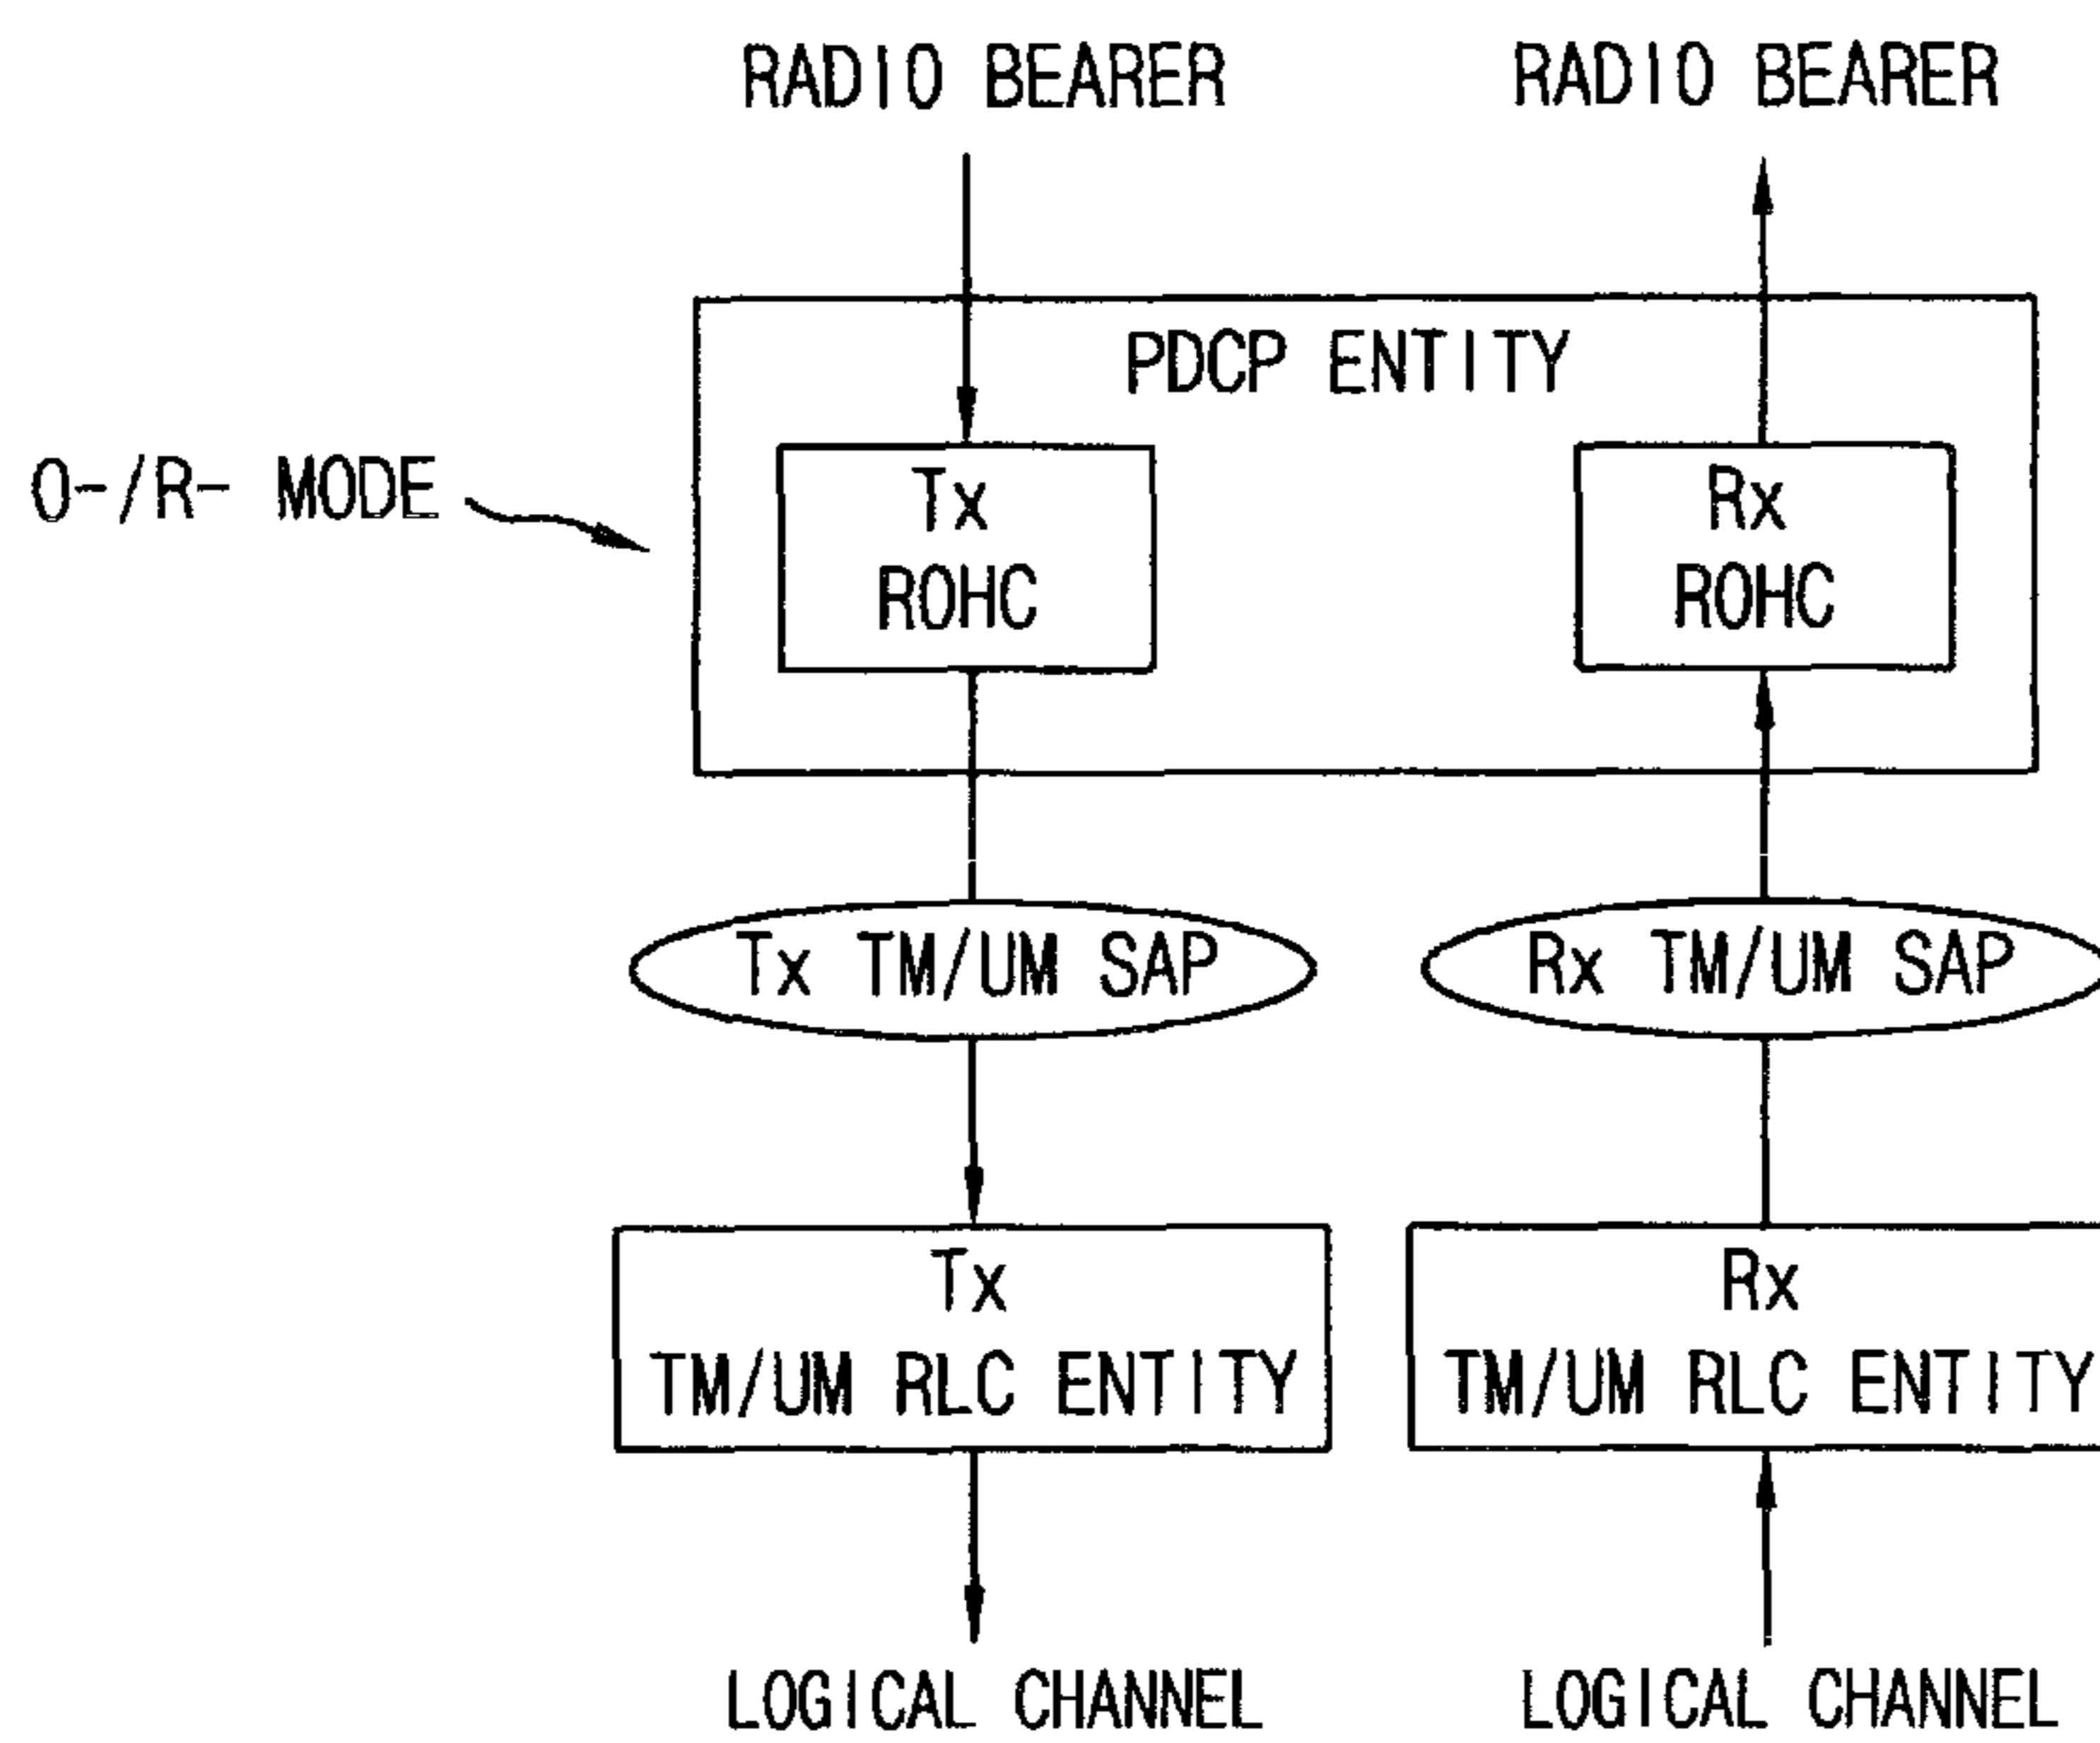 RADIO BEARER RADIO BEARER
PDCP ENTITY
O-/R- MODE
Tx
ROHC
Rx
ROHC
Tx TM/UM SAP
Rx TM/UM SAP
Tx
TM/UM RLC ENTITY
Rx
TM/UM RLC ENTITY
LOGICAL CHANNEL LOGICAL CHANNEL